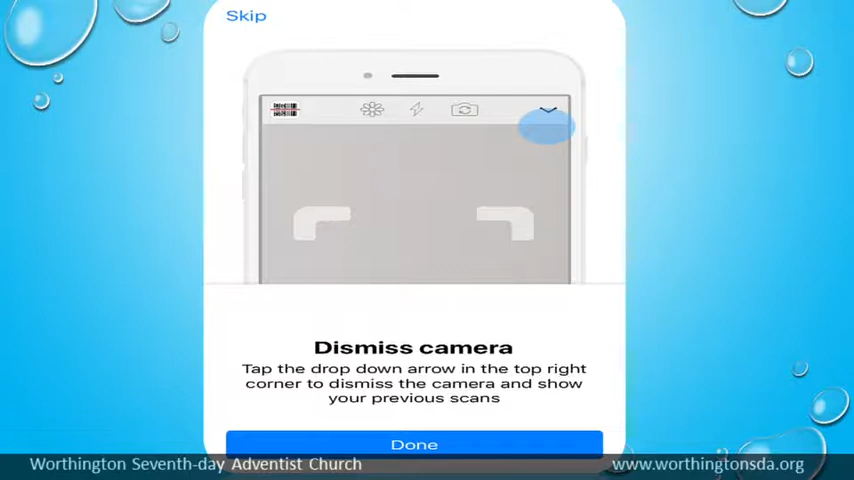 Skip
Dismiss camera
Tap the drop down arrow in the top right
corner to dismiss the camera and show
your previous scans
Done
Worthington Seventh-day Adventist Church
www.worthingtonsda.org